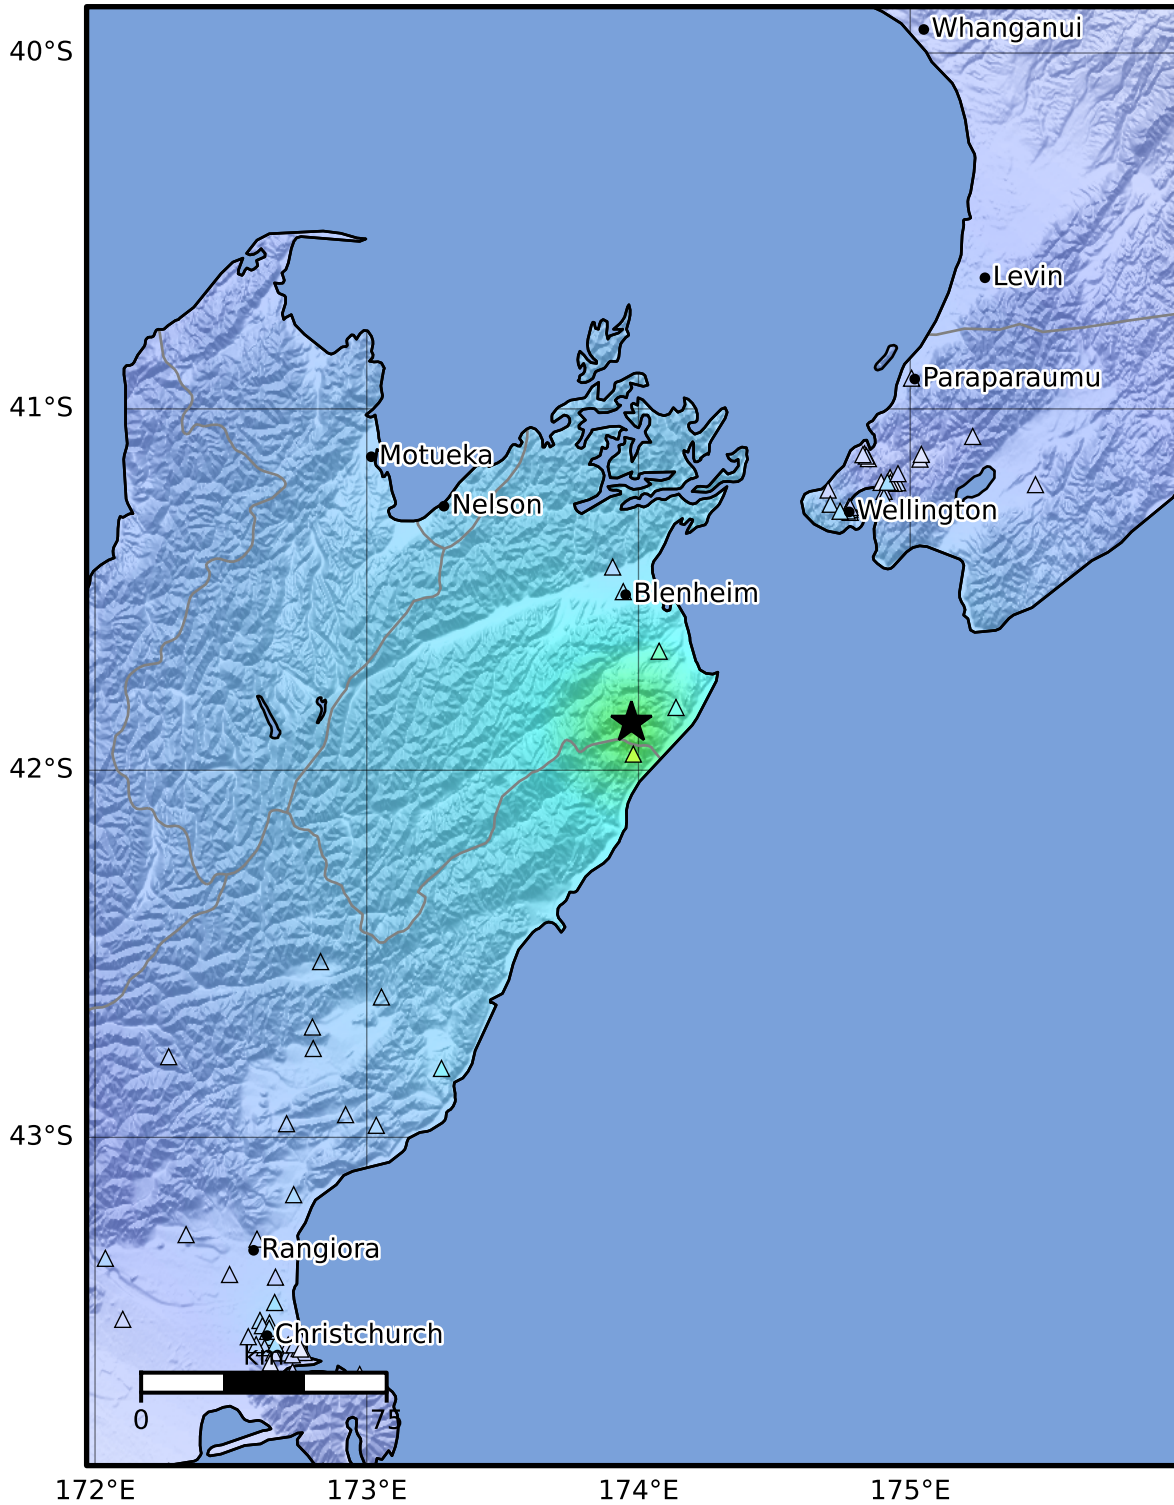 40°S
Whanganui
Levin
Paraparaumu
41°S
Motueka
Nelson
Wellington
Blenheim
42°S
43°S
Rangiora
Christchurch
km
0
75
172°E
173°E
174°E
175°E